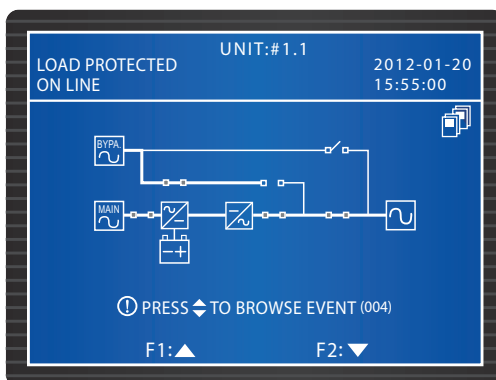 UNIT:#1.1
LOAD PROTECTED
ON LINE
2012-01-20
15:55:00
BYPA.
MAIN
PRESS TO BROWSE EVENT (004)
F1:
F2: